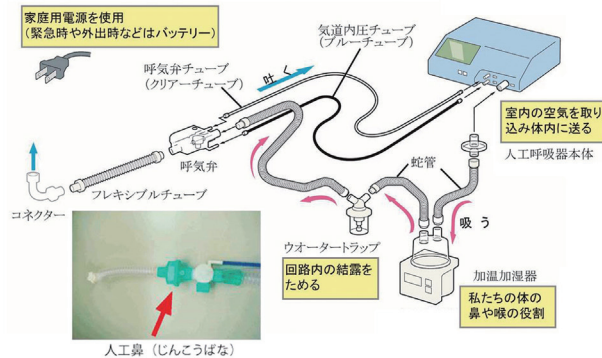 家庭用電源を使用
(緊急時や外出時などはバッテリー)
気道内圧チューブ
(ブルーチューブ)
呼気弁チューブ
(クリアーチューブ)
吐く
室内の空気を取り
込み体内に送る
人工呼吸器本体
呼気弁
蛇管
フレキシブルチューブ
コネクター
吸う
ウオータートラップ
回路内の結露を
ためる
加温加湿器
私たちの体の
鼻や喉の役割
人工鼻(じんこうばな)